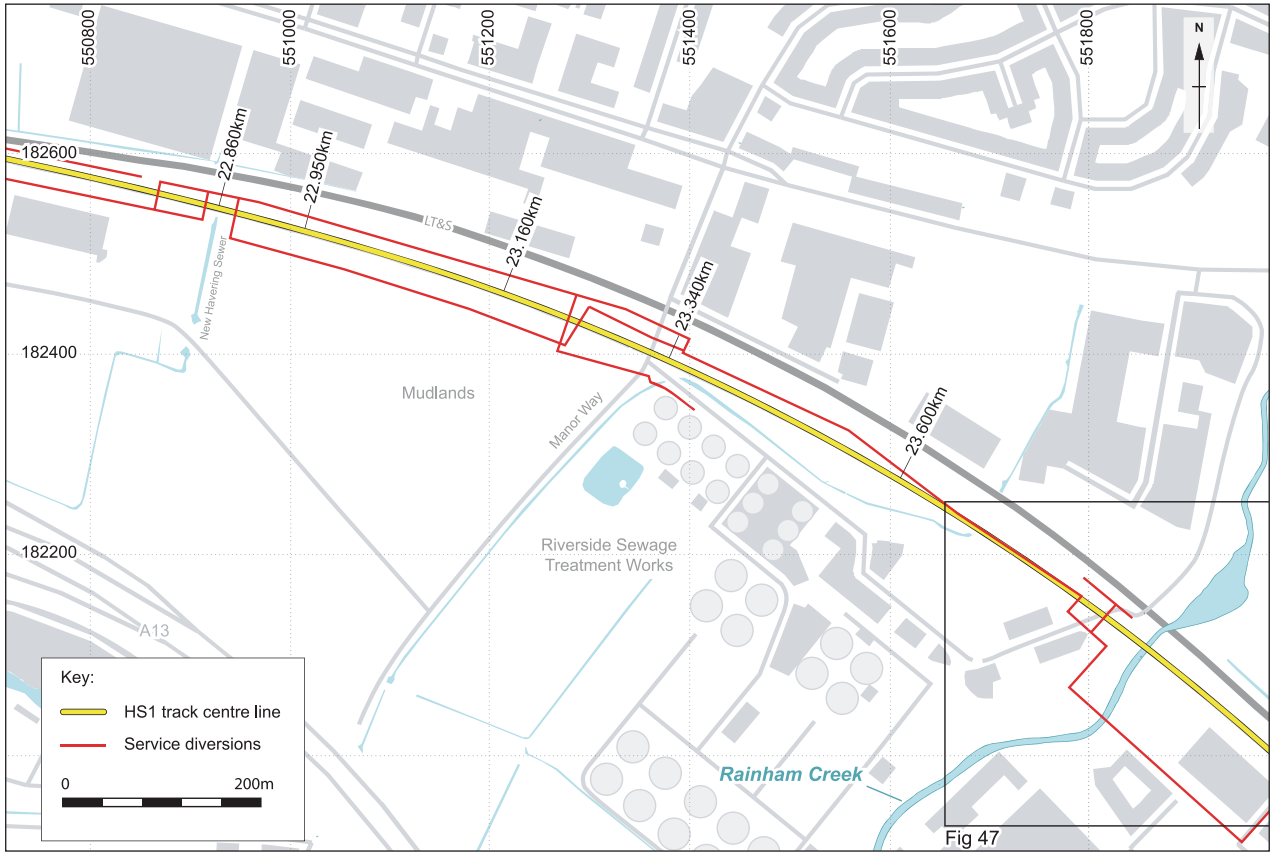 550800
551000
551200
551400
551600
551800
N
182600
22.860km
22.950km
LT&S
23.160km
New Havering Sewer
23.340km
182400
Mudlands
Manor Way
23.600km
182200
Riverside Sewage
Treatment Works
A13
Key:
HS1 track centre line
Service diversions
0 200m
Rainham Creek
Fig 47